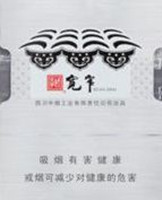 宽窄
四川中烟工业有限责任公司出品
吸烟有害健康
戒烟可减少对健康的危害